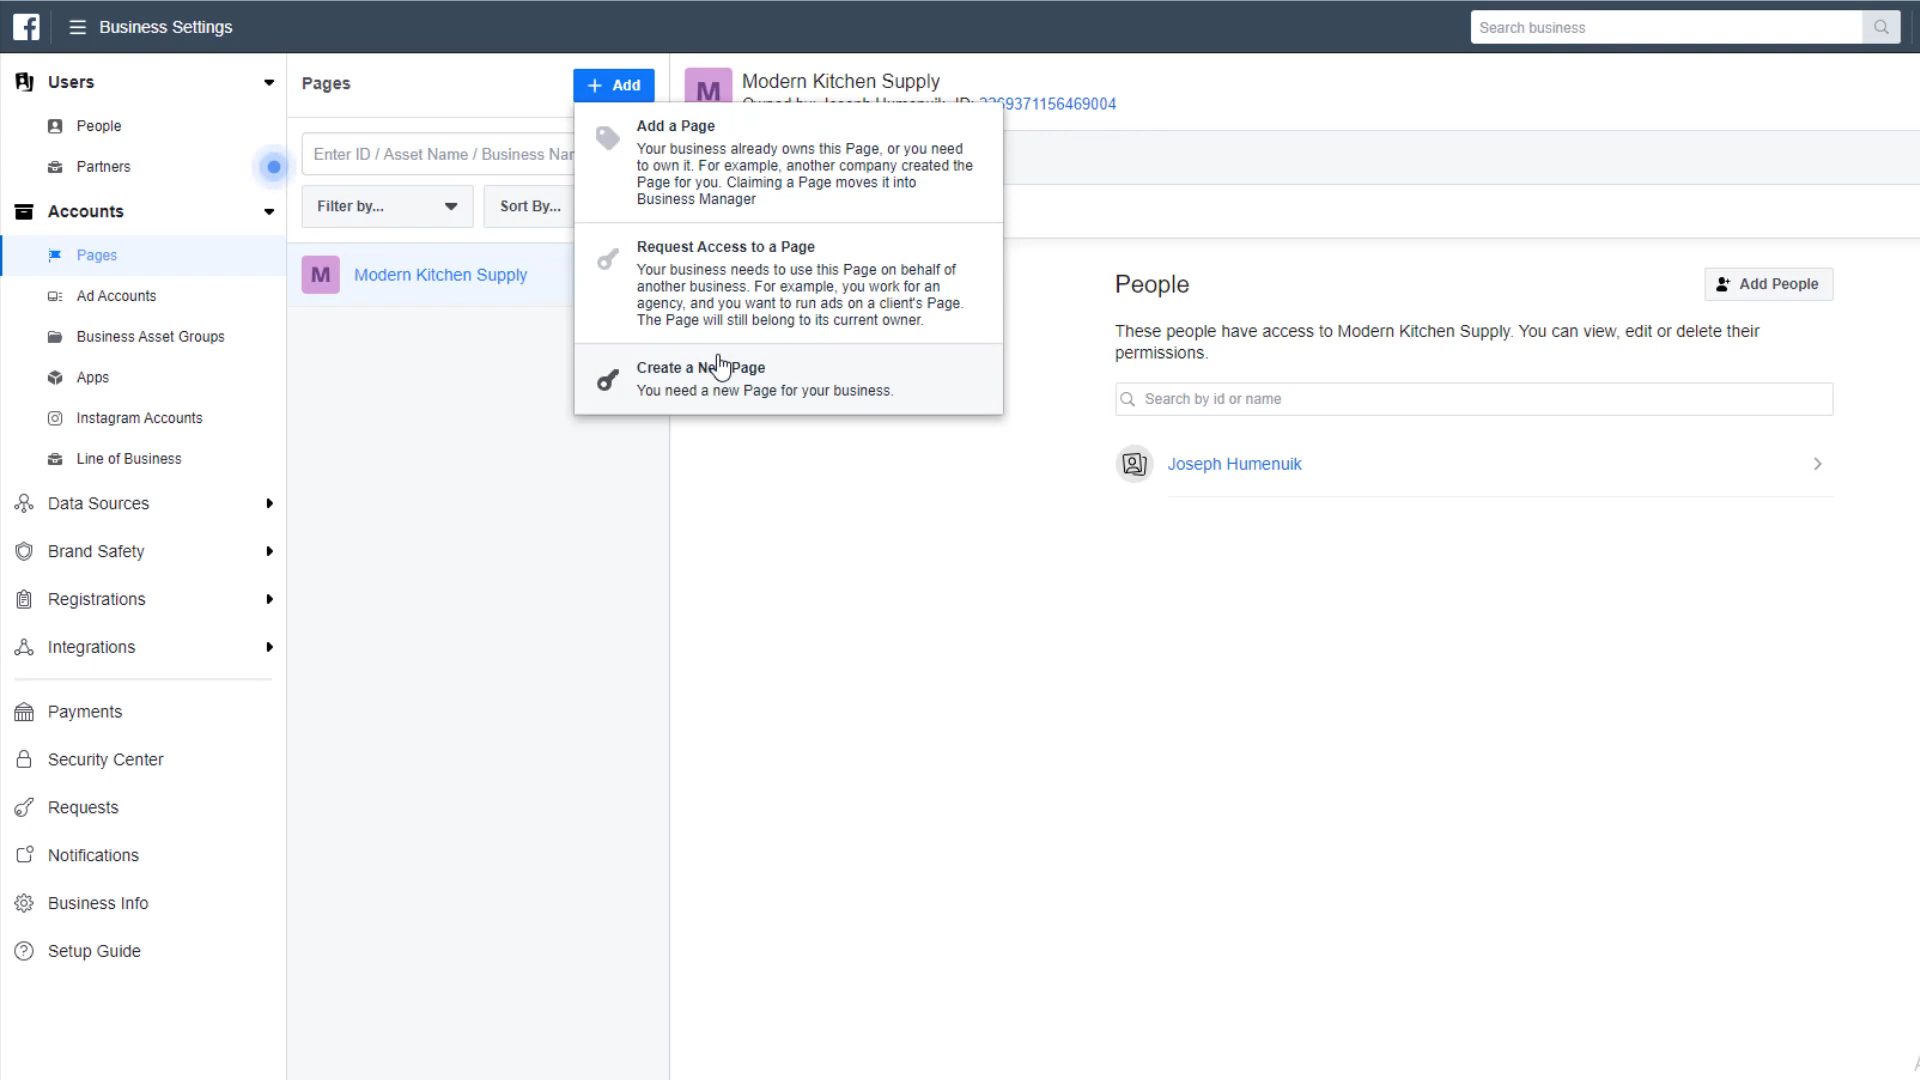 Business Settings
Search business
Users
People
Partners
Accounts
Pages
Ad Accounts
Business Asset Groups
Apps
Instagram Accounts
Line of Business
Data Sources
Brand Safety
Registrations
Integrations
Payments
Security Center
Requests
Notifications
Business Info
Setup Guide
Pages
+ Add
Enter ID / Asset Name / Business Nar
Filter by...
Sort By...
M
Modern Kitchen Supply
Add a Page
Your business already owns this Page, or you need
to own it. For example, another company created the
Page for you. Claiming a Page moves it into
Business Manager
Request Access to a Page
Your business needs to use this Page on behalf of
another business. For example, you work for an
agency, and you want to run ads on a client's Page.
The Page will still belong to its current owner.
Create a New Page
You need a new Page for your business.
M
Modern Kitchen Supply
Owned by: Joseph Humenuik ID: 2269371156469004
People
Add People
These people have access to Modern Kitchen Supply. You can view, edit or delete their
permissions.
Search by id or name
Joseph Humenuik